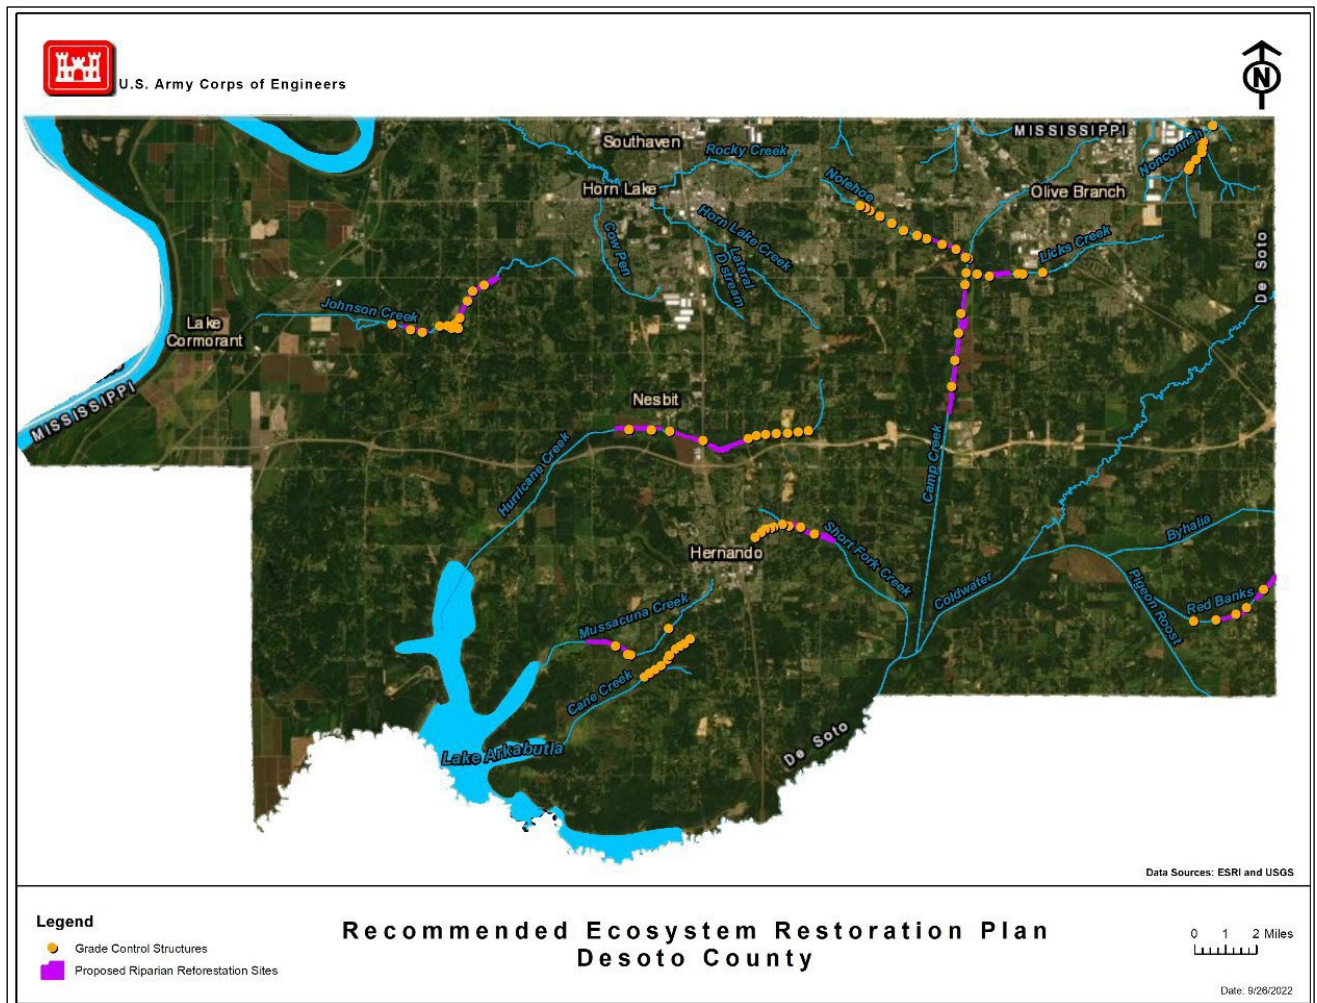 U.S. Army Corps of Engineers
N
MISSISSIPPI
Southaven
Rocky Creek
Nonconnah
Nolehoe
Horn Lake
Olive Branch
Horn Lake Creek
Cow Pen
Lateral
D stream
Licks Creek
De Soto
Johnson Creek
Lake
Cormorant
MISSISSIPPI
Nesbit
Hurricane Creek
Camp Creek
Short Fork Creek
Byhalia
Hernando
Coldwater
Pigeon Roost
Red Banks
Mussacuna Creek
Cane Creek
De Soto
Lake Arkabutla
Data Sources: ESRI and USGS
Legend
Grade Control Structures
Proposed Riparian Reforestation Sites
Recommended Ecosystem Restoration Plan
Desoto County
0 1 2 Miles
Date: 9/26/2022